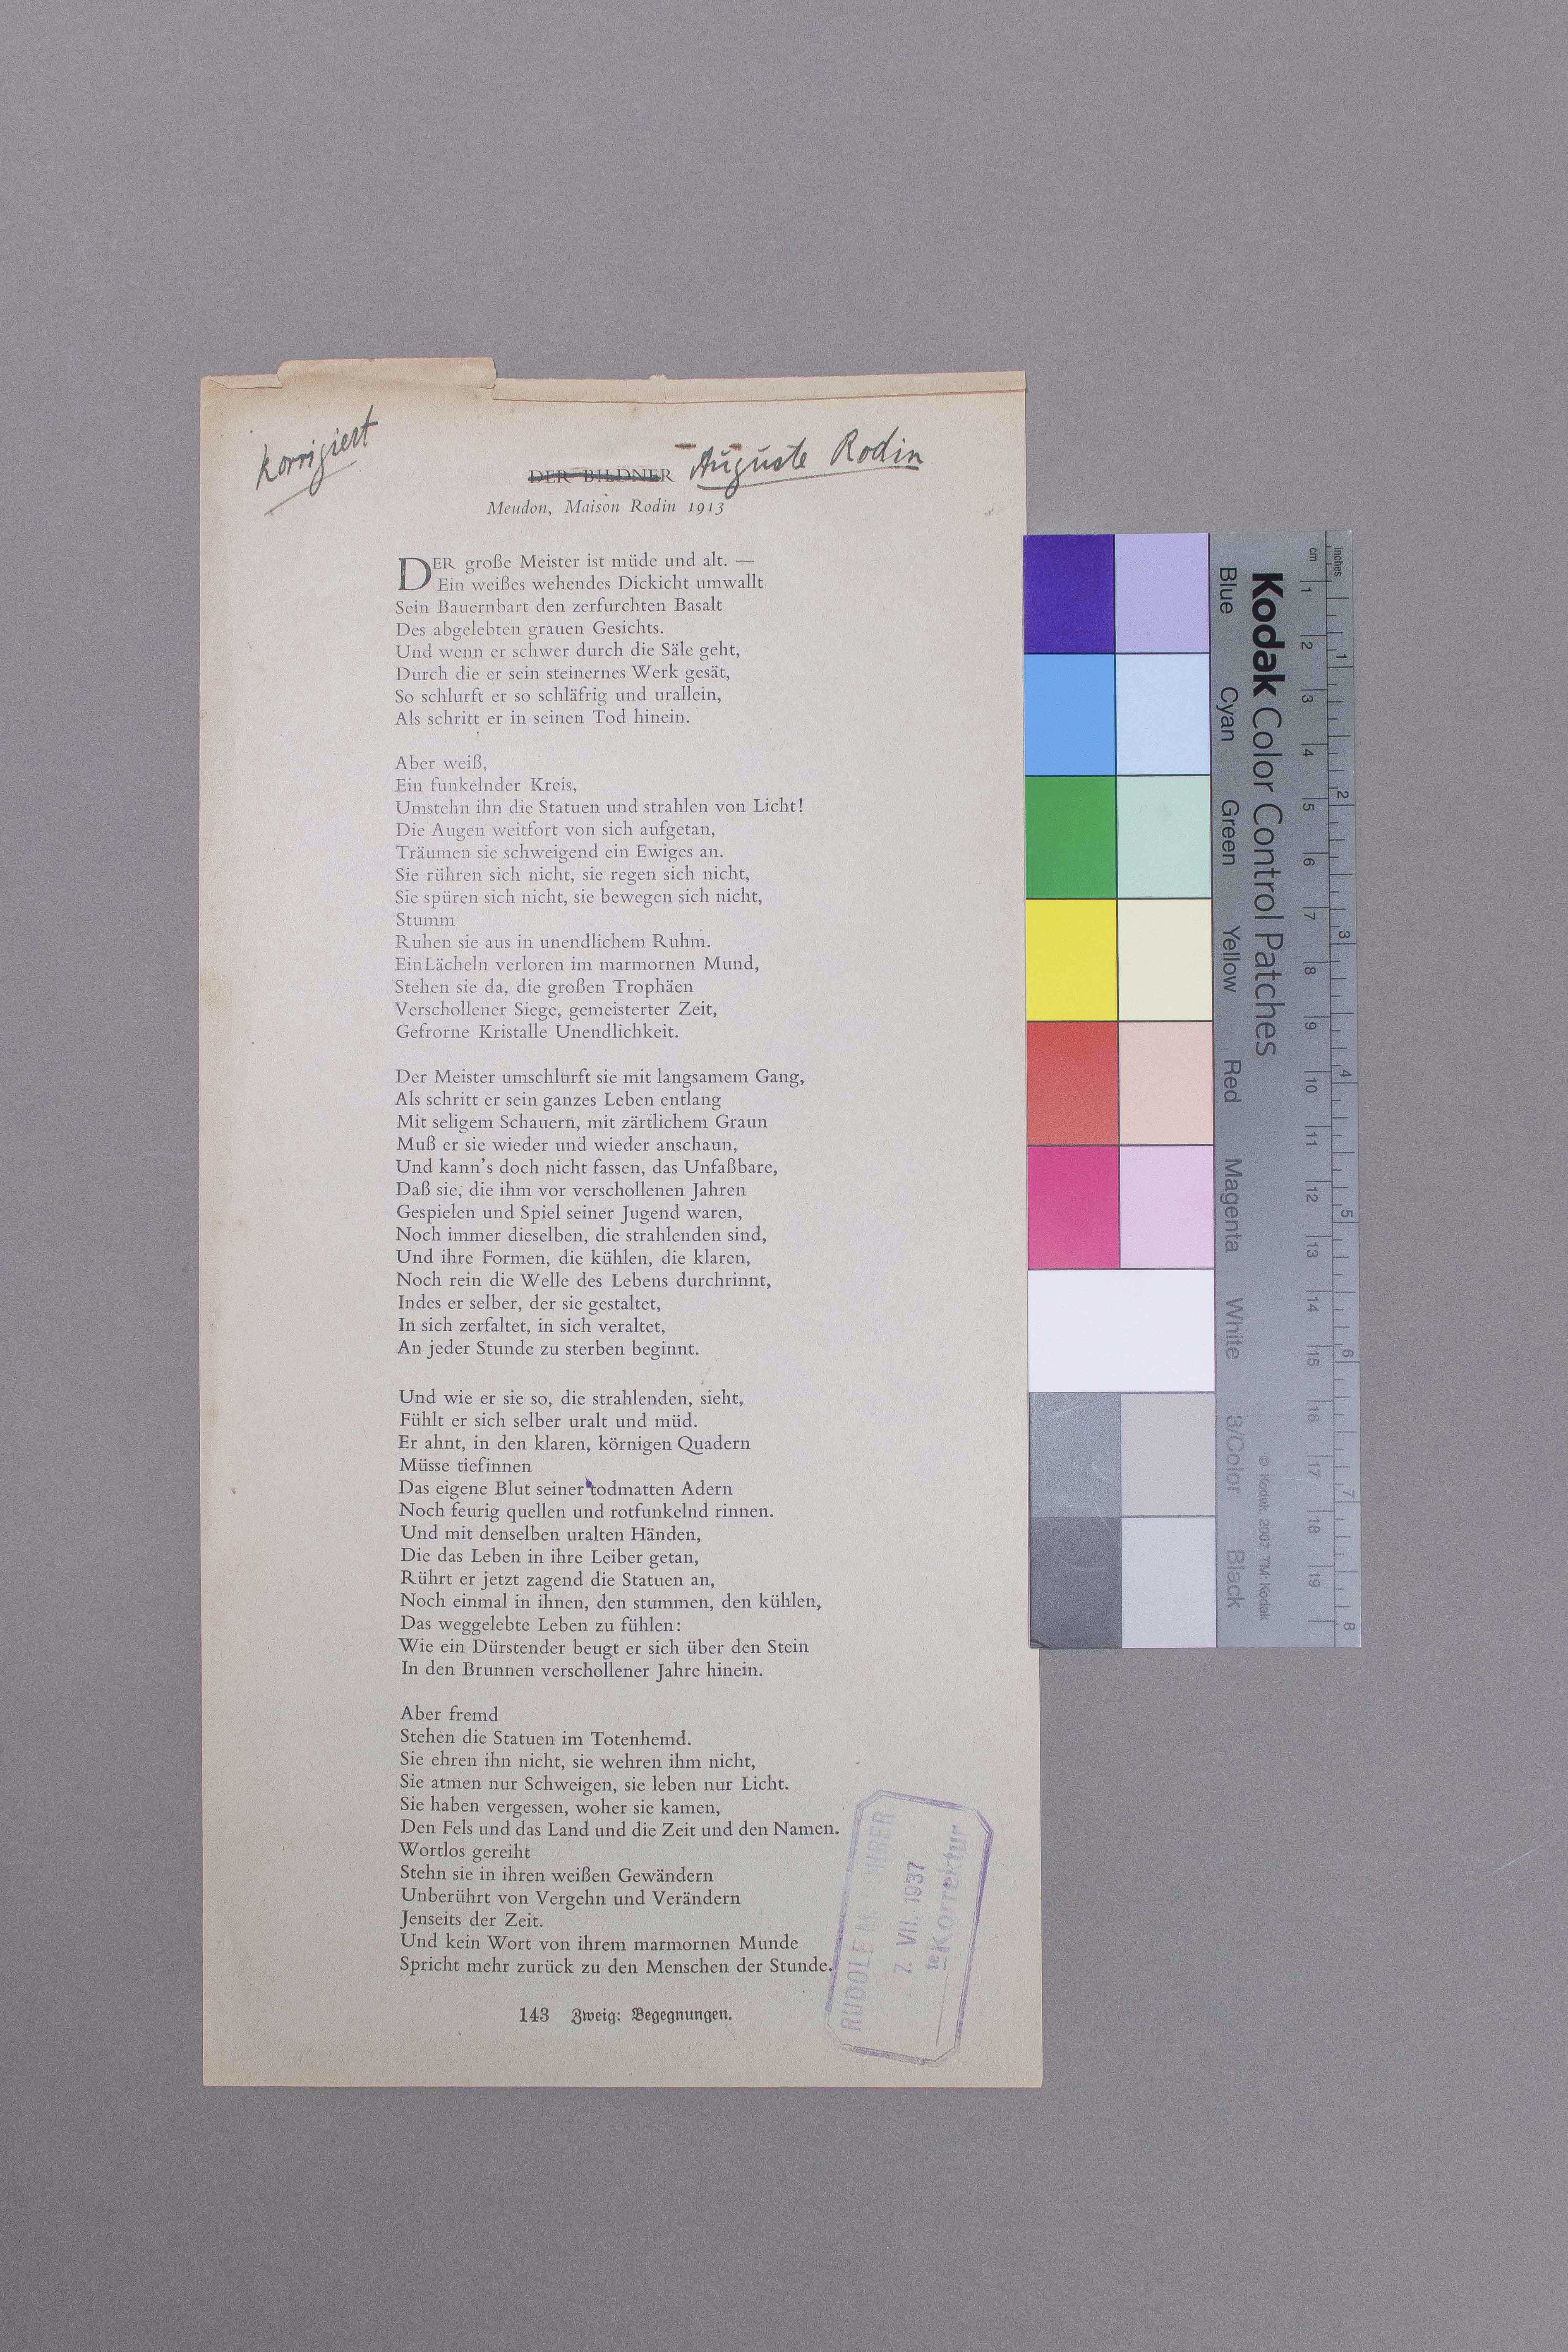 korrigiert
DER BILDNER Auguste Rodin
Meudon, Maison Rodin 1913
DER große Meister ist müde und alt. —
Ein weißes wehendes Dickicht umwallt
Sein Bauernbart den zerfurchten Basalt
Des abgelebten grauen Gesichts.
Und wenn er schwer durch die Säle geht,
Durch die er sein steinernes Werk gesät,
So schlurft er so schläfrig und urallein,
Als schritt er in seinen Tod hinein.
Aber weiß,
Ein funkelnder Kreis,
Umstehn ihn die Statuen und strahlen von Licht!
Die Augen weitfort von sich aufgetan,
Träumen sie schweigend ein Ewiges an.
Sie rühren sich nicht, sie regen sich nicht,
Sie spüren sich nicht, sie bewegen sich nicht,
Stumm
Ruhen sie aus in unendlichem Ruhm.
Ein Lächeln verloren im marmornen Mund,
Stehen sie da, die großen Trophäen
Verschollener Siege, gemeisterter Zeit,
Gefrorne Kristalle Unendlichkeit.
Der Meister umschlurft sie mit langsamem Gang,
Als schritt er sein ganzes Leben entlang
Mit seligem Schauern, mit zärtlichem Graun
Muß er sie wieder und wieder anschaun,
Und kann's doch nicht fassen, das Unfaßbare,
Daß sie, die ihm vor verschollenen Jahren
Gespielen und Spiel seiner Jugend waren,
Noch immer dieselben, die strahlenden sind,
Und ihre Formen, die kühlen, die klaren,
Noch rein die Welle des Lebens durchrinnt,
Indes er selber, der sie gestaltet,
In sich zerfaltet, in sich veraltet,
An jeder Stunde zu sterben beginnt.
Und wie er sie so, die strahlenden, sieht,
Fühlt er sich selber uralt und müd.
Er ahnt, in den klaren, körnigen Quadern
Müsse tiefinnen
Das eigene Blut seiner todmatten Adern
Noch feurig quellen und rotfunkelnd rinnen.
Und mit denselben uralten Händen,
Die das Leben in ihre Leiber getan,
Rührt er jetzt zagend die Statuen an,
Noch einmal in ihnen, den stummen, den kühlen,
Das weggelebte Leben zu fühlen:
Wie ein Dürstender beugt er sich über den Stein
In den Brunnen verschollener Jahre hinein.
Aber fremd
Stehen die Statuen im Totenhemd.
Sie ehren ihn nicht, sie wehren ihm nicht,
Sie atmen nur Schweigen, sie leben nur Licht.
Sie haben vergessen, woher sie kamen,
Den Fels und das Land und die Zeit und den Namen.
Wortlos gereiht
Stehn sie in ihren weißen Gewändern
Unberührt von Vergehn und Verändern
Jenseits der Zeit.
Und kein Wort von ihrem marmornen Munde
Spricht mehr zurück zu den Menschen der Stunde.
143 Zweig: Begegnungen.
RUDOLF M.
7. VII. 1937
te Korrektur
Kodak Color Control Patches
Blue Cyan Green Yellow Red Magenta White 3/Color Black
© Kodak, 2007 TM: Kodak
cm 1 2 3 4 5 6 7 8 9 10 11 12 13 14 15 16 17 18 19
inches 1 2 3 4 5 6 7 8